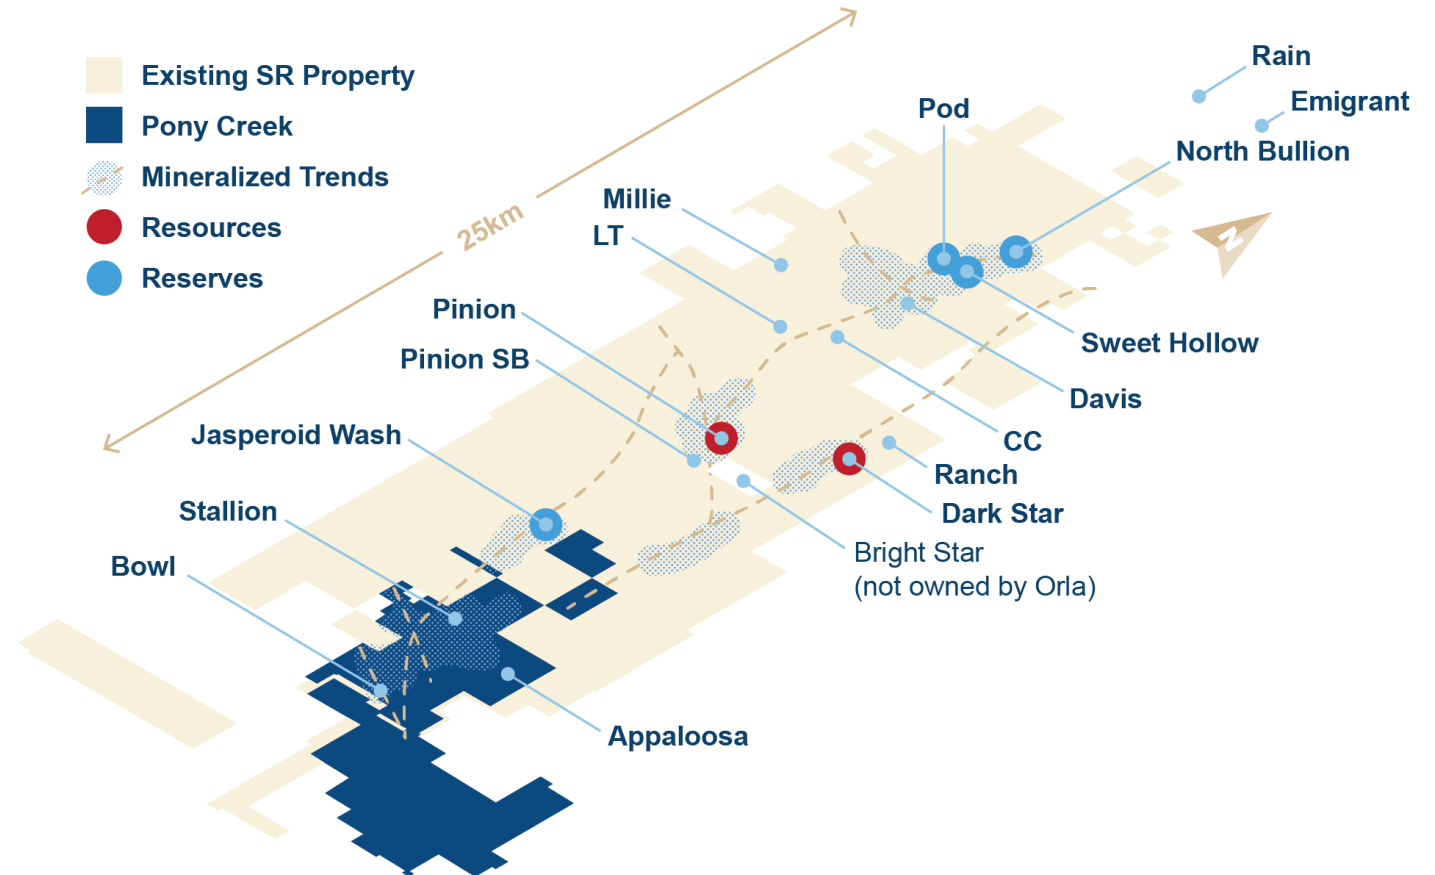 Existing SR Property
Pony Creek
Mineralized Trends
Resources
Reserves
25km
Rain
Emigrant
Pod
North Bullion
Millie
LT
N
Pinion
Pinion SB
Sweet Hollow
Davis
Jasperoid Wash
CC
Ranch
Stallion
Dark Star
Bright Star
(not owned by Orla)
Bowl
Appaloosa